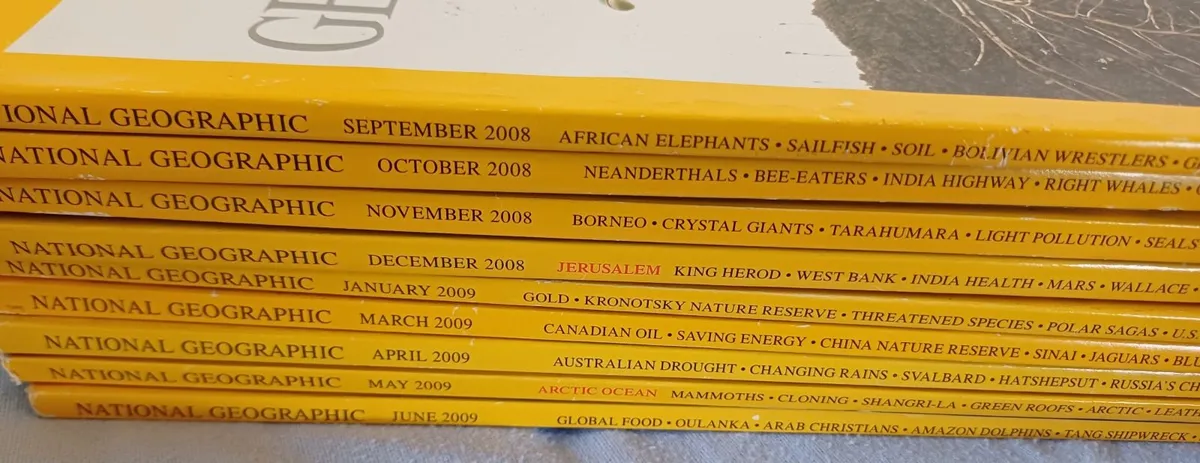 GE
IONAL GEOGRAPHIC SEPTEMBER 2008 AFRICAN ELEPHANTS • SAILFISH • SOIL • BOLIVIAN WRESTLERS •
NATIONAL GEOGRAPHIC OCTOBER 2008 NEANDERTHALS • BEE-EATERS • INDIA HIGHWAY • RIGHT WHALES •
NATIONAL GEOGRAPHIC NOVEMBER 2008 BORNEO • CRYSTAL GIANTS • TARAHUMARA • LIGHT POLLUTION • SEALS
NATIONAL GEOGRAPHIC DECEMBER 2008 JERUSALEM KING HEROD • WEST BANK • INDIA HEALTH • MARS • WALLACE •
NATIONAL GEOGRAPHIC JANUARY 2009 GOLD • KRONOTSKY NATURE RESERVE • THREATENED SPECIES • POLAR SAGAS • U.S.
NATIONAL GEOGRAPHIC MARCH 2009 CANADIAN OIL • SAVING ENERGY • CHINA NATURE RESERVE • SINAI • JAGUARS • BLU
NATIONAL GEOGRAPHIC APRIL 2009 AUSTRALIAN DROUGHT • CHANGING RAINS • SVALBARD • HATSHEPSUT • RUSSIA'S CH
NATIONAL GEOGRAPHIC MAY 2009 ARCTIC OCEAN MAMMOTHS • CLONING • SHANGRI-LA • GREEN ROOFS • ARCTIC • LEATH
NATIONAL GEOGRAPHIC JUNE 2009 GLOBAL FOOD • OULANKA • ARAB CHRISTIANS • AMAZON DOLPHINS • TANG SHIPWRECK •